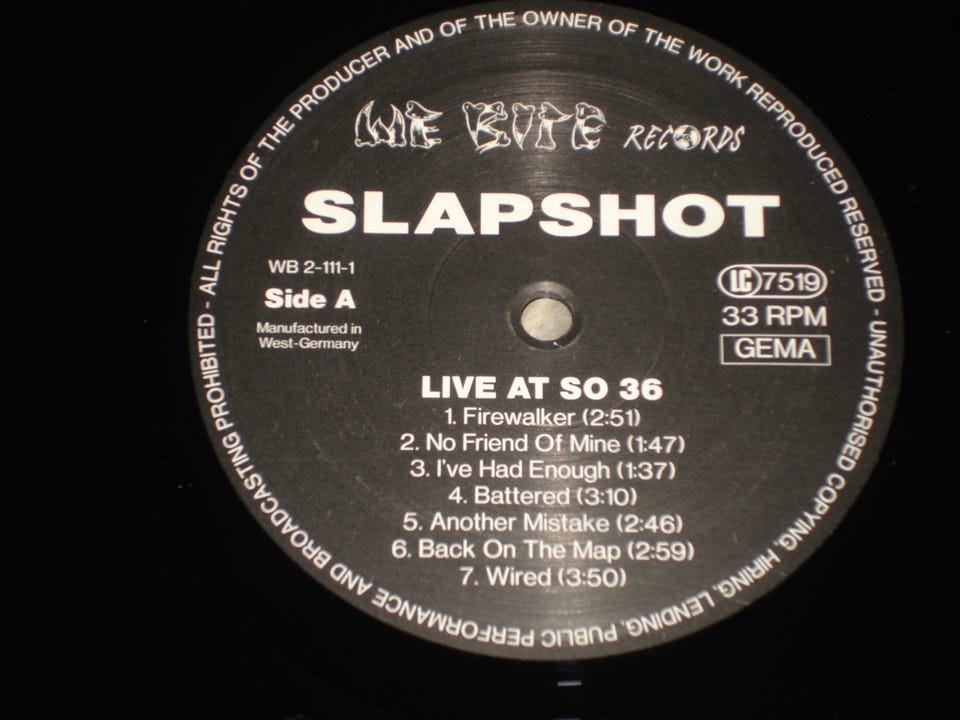 ALL RIGHTS OF THE PRODUCER AND OF THE OWNER OF THE WORK REPRODUCED RESERVED - UNAUTHORISED COPYING, HIRING, LENDING, PUBLIC PERFORMANCE AND BROADCASTING PROHIBITED -
WE BITE RECORDS
SLAPSHOT
WB 2-111-1
Side A
Manufactured in
West-Germany
LC 7519
33 RPM
GEMA
LIVE AT SO 36
1. Firewalker (2:51)
2. No Friend Of Mine (1:47)
3. I've Had Enough (1:37)
4. Battered (3:10)
5. Another Mistake (2:46)
6. Back On The Map (2:59)
7. Wired (3:50)